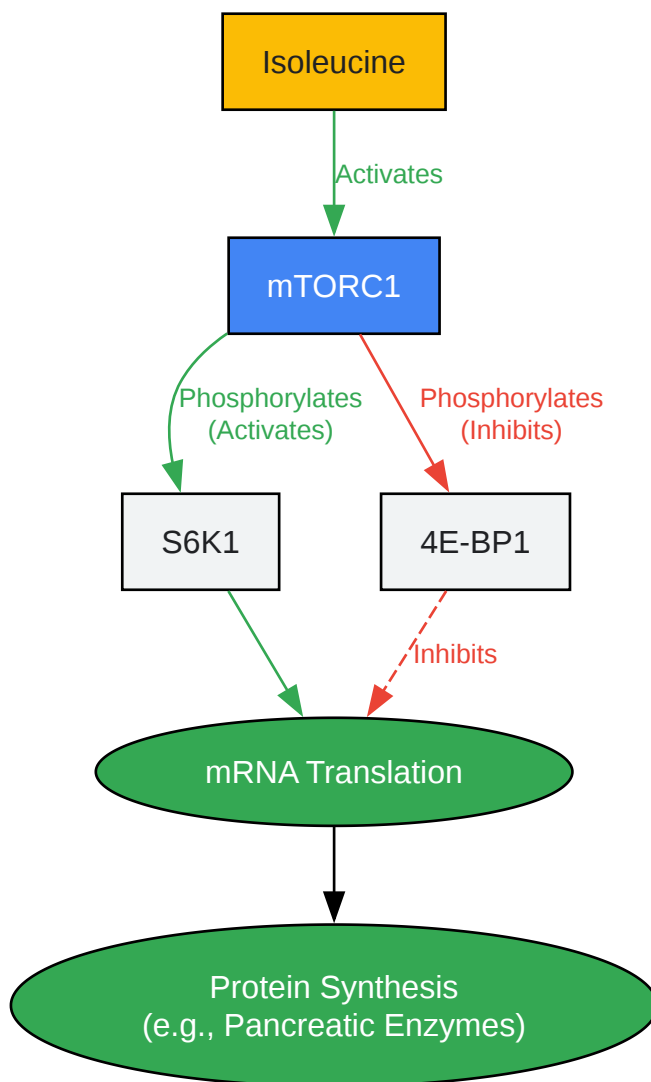 Isoleucine
Activates
mTORC1
Phosphorylates
(Activates)
Phosphorylates
(Inhibits)
S6K1
4E-BP1
Inhibits
mRNA Translation
Protein Synthesis
(e.g., Pancreatic Enzymes)